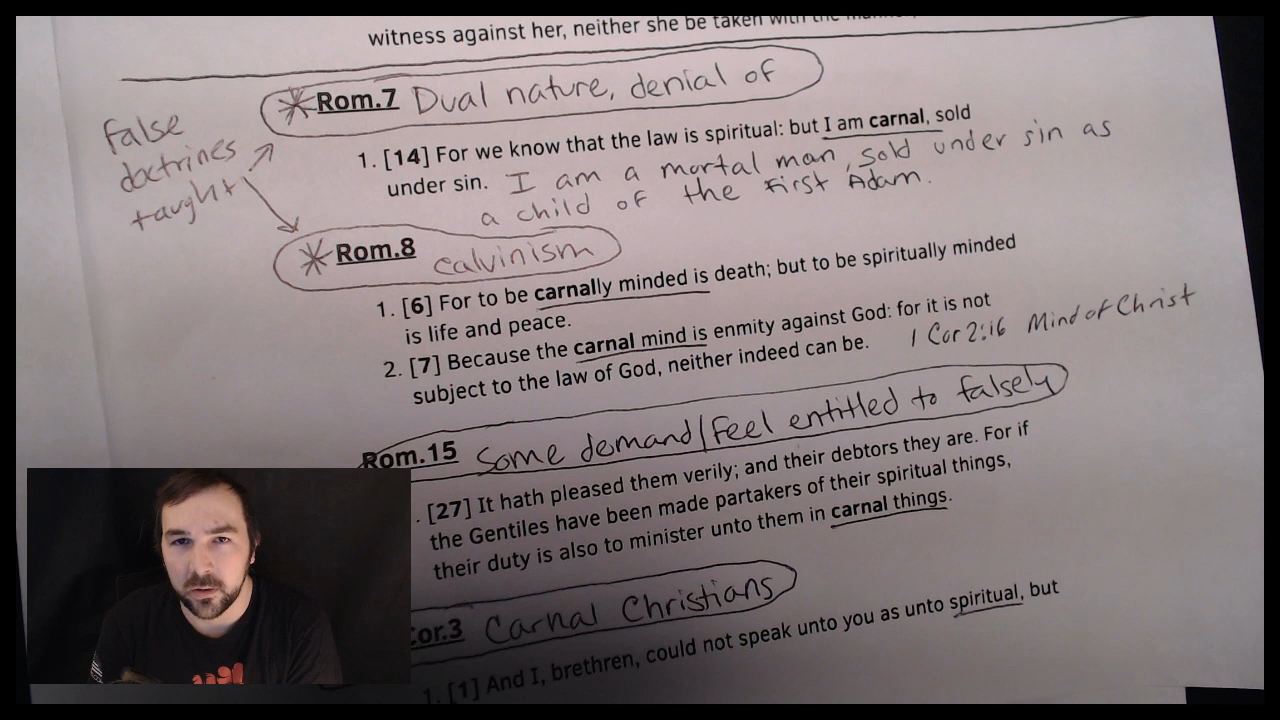 witness against her, neither she be taken with the manner;
*Rom.7 Dual nature, denial of
false
doctrines
taught
1. [14] For we know that the law is spiritual: but I am carnal, sold
under sin. I am a mortal man, sold under sin as
a child of the First Adam.
*Rom.8 Calvinism
1. [6] For to be carnally minded is death; but to be spiritually minded
is life and peace.
2. [7] Because the carnal mind is enmity against God: for it is not
subject to the law of God, neither indeed can be. 1 Cor 2:16 Mind of Christ
Rom.15 Some demand/feel entitled to falsely
. [27] It hath pleased them verily; and their debtors they are. For if
the Gentiles have been made partakers of their spiritual things,
their duty is also to minister unto them in carnal things.
Cor.3 Carnal Christians
1. [1] And I, brethren, could not speak unto you as unto spiritual, but